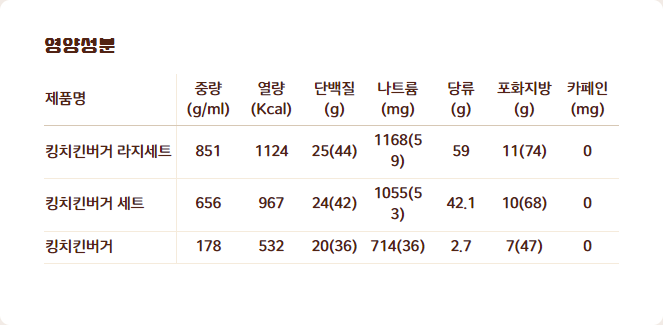 영양성분
제품명 중량 (g/ml) 열량 (Kcal) 단백질 (g) 나트륨 (mg) 당류 (g) 포화지방 (g) 카페인 (mg)
킹치킨버거 라지세트 851 1124 25(44) 1168(59) 59 11(74) 0
킹치킨버거 세트 656 967 24(42) 1055(53) 42.1 10(68) 0
킹치킨버거 178 532 20(36) 714(36) 2.7 7(47) 0